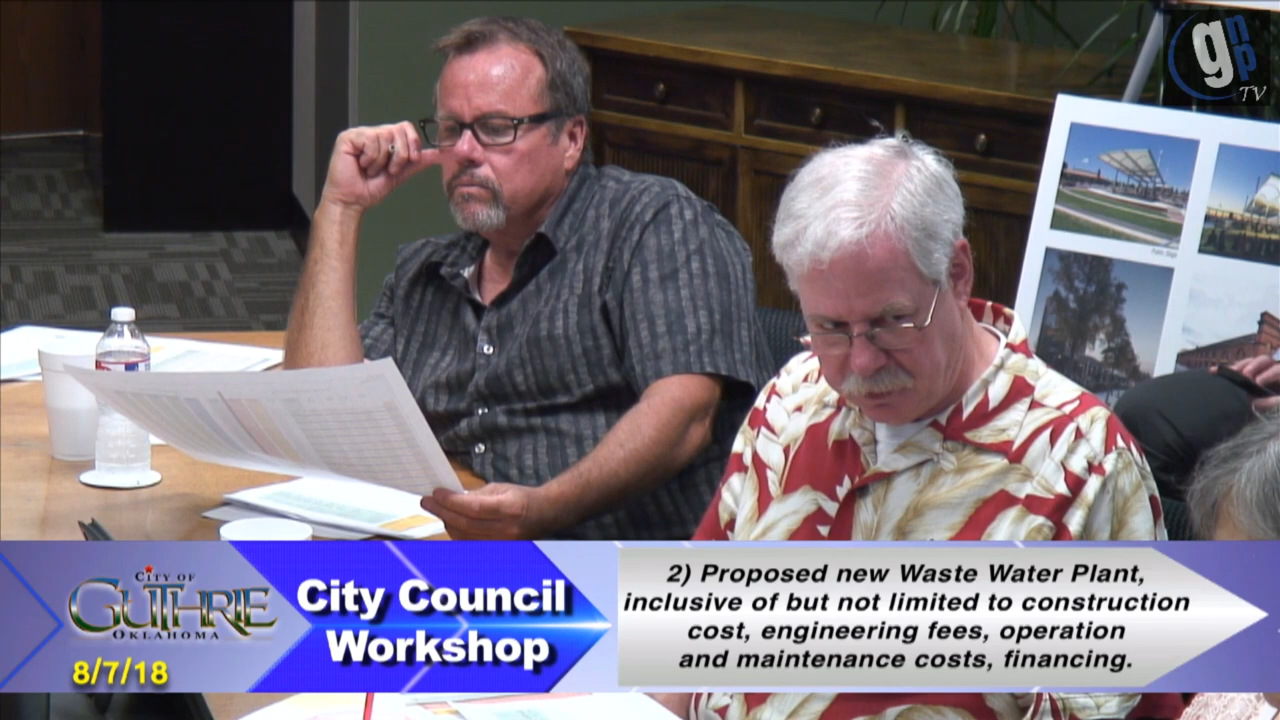 gnp
TV
CITY OF
GUTHRIE
OKLAHOMA
8/7/18
City Council
Workshop
2) Proposed new Waste Water Plant,
inclusive of but not limited to construction
cost, engineering fees, operation
and maintenance costs, financing.